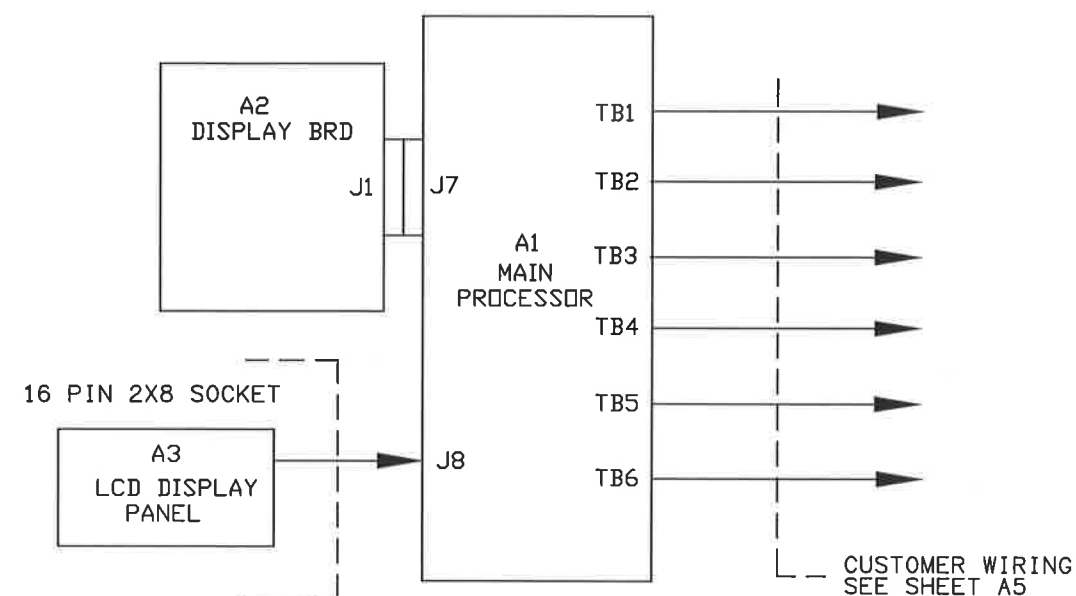 A2
DISPLAY BRD
J1
J7
A1
MAIN
PROCESSOR
TB1
TB2
TB3
TB4
TB5
TB6
16 PIN 2X8 SOCKET
A3
LCD DISPLAY
PANEL
J8
CUSTOMER WIRING
SEE SHEET A5